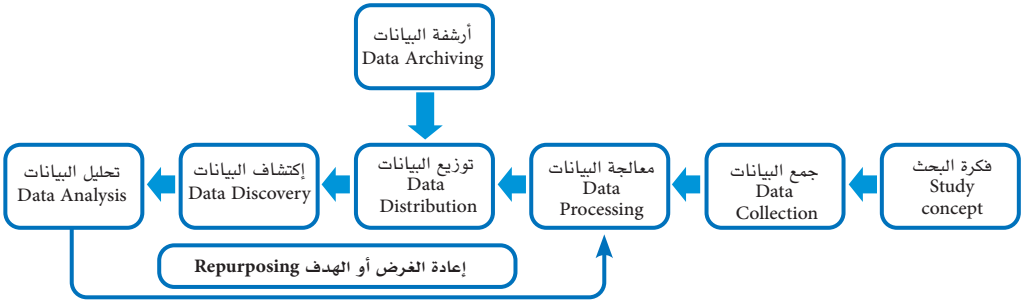 أرشفة البيانات
Data Archiving
فكرة البحث
Study
concept
جمع البيانات
Data
Collection
معالجة البيانات
Data
Processing
توزيع البيانات
Data
Distribution
إكتشاف البيانات
Data Discovery
تحليل البيانات
Data Analysis
إعادة الغرض أو الهدف Repurposing